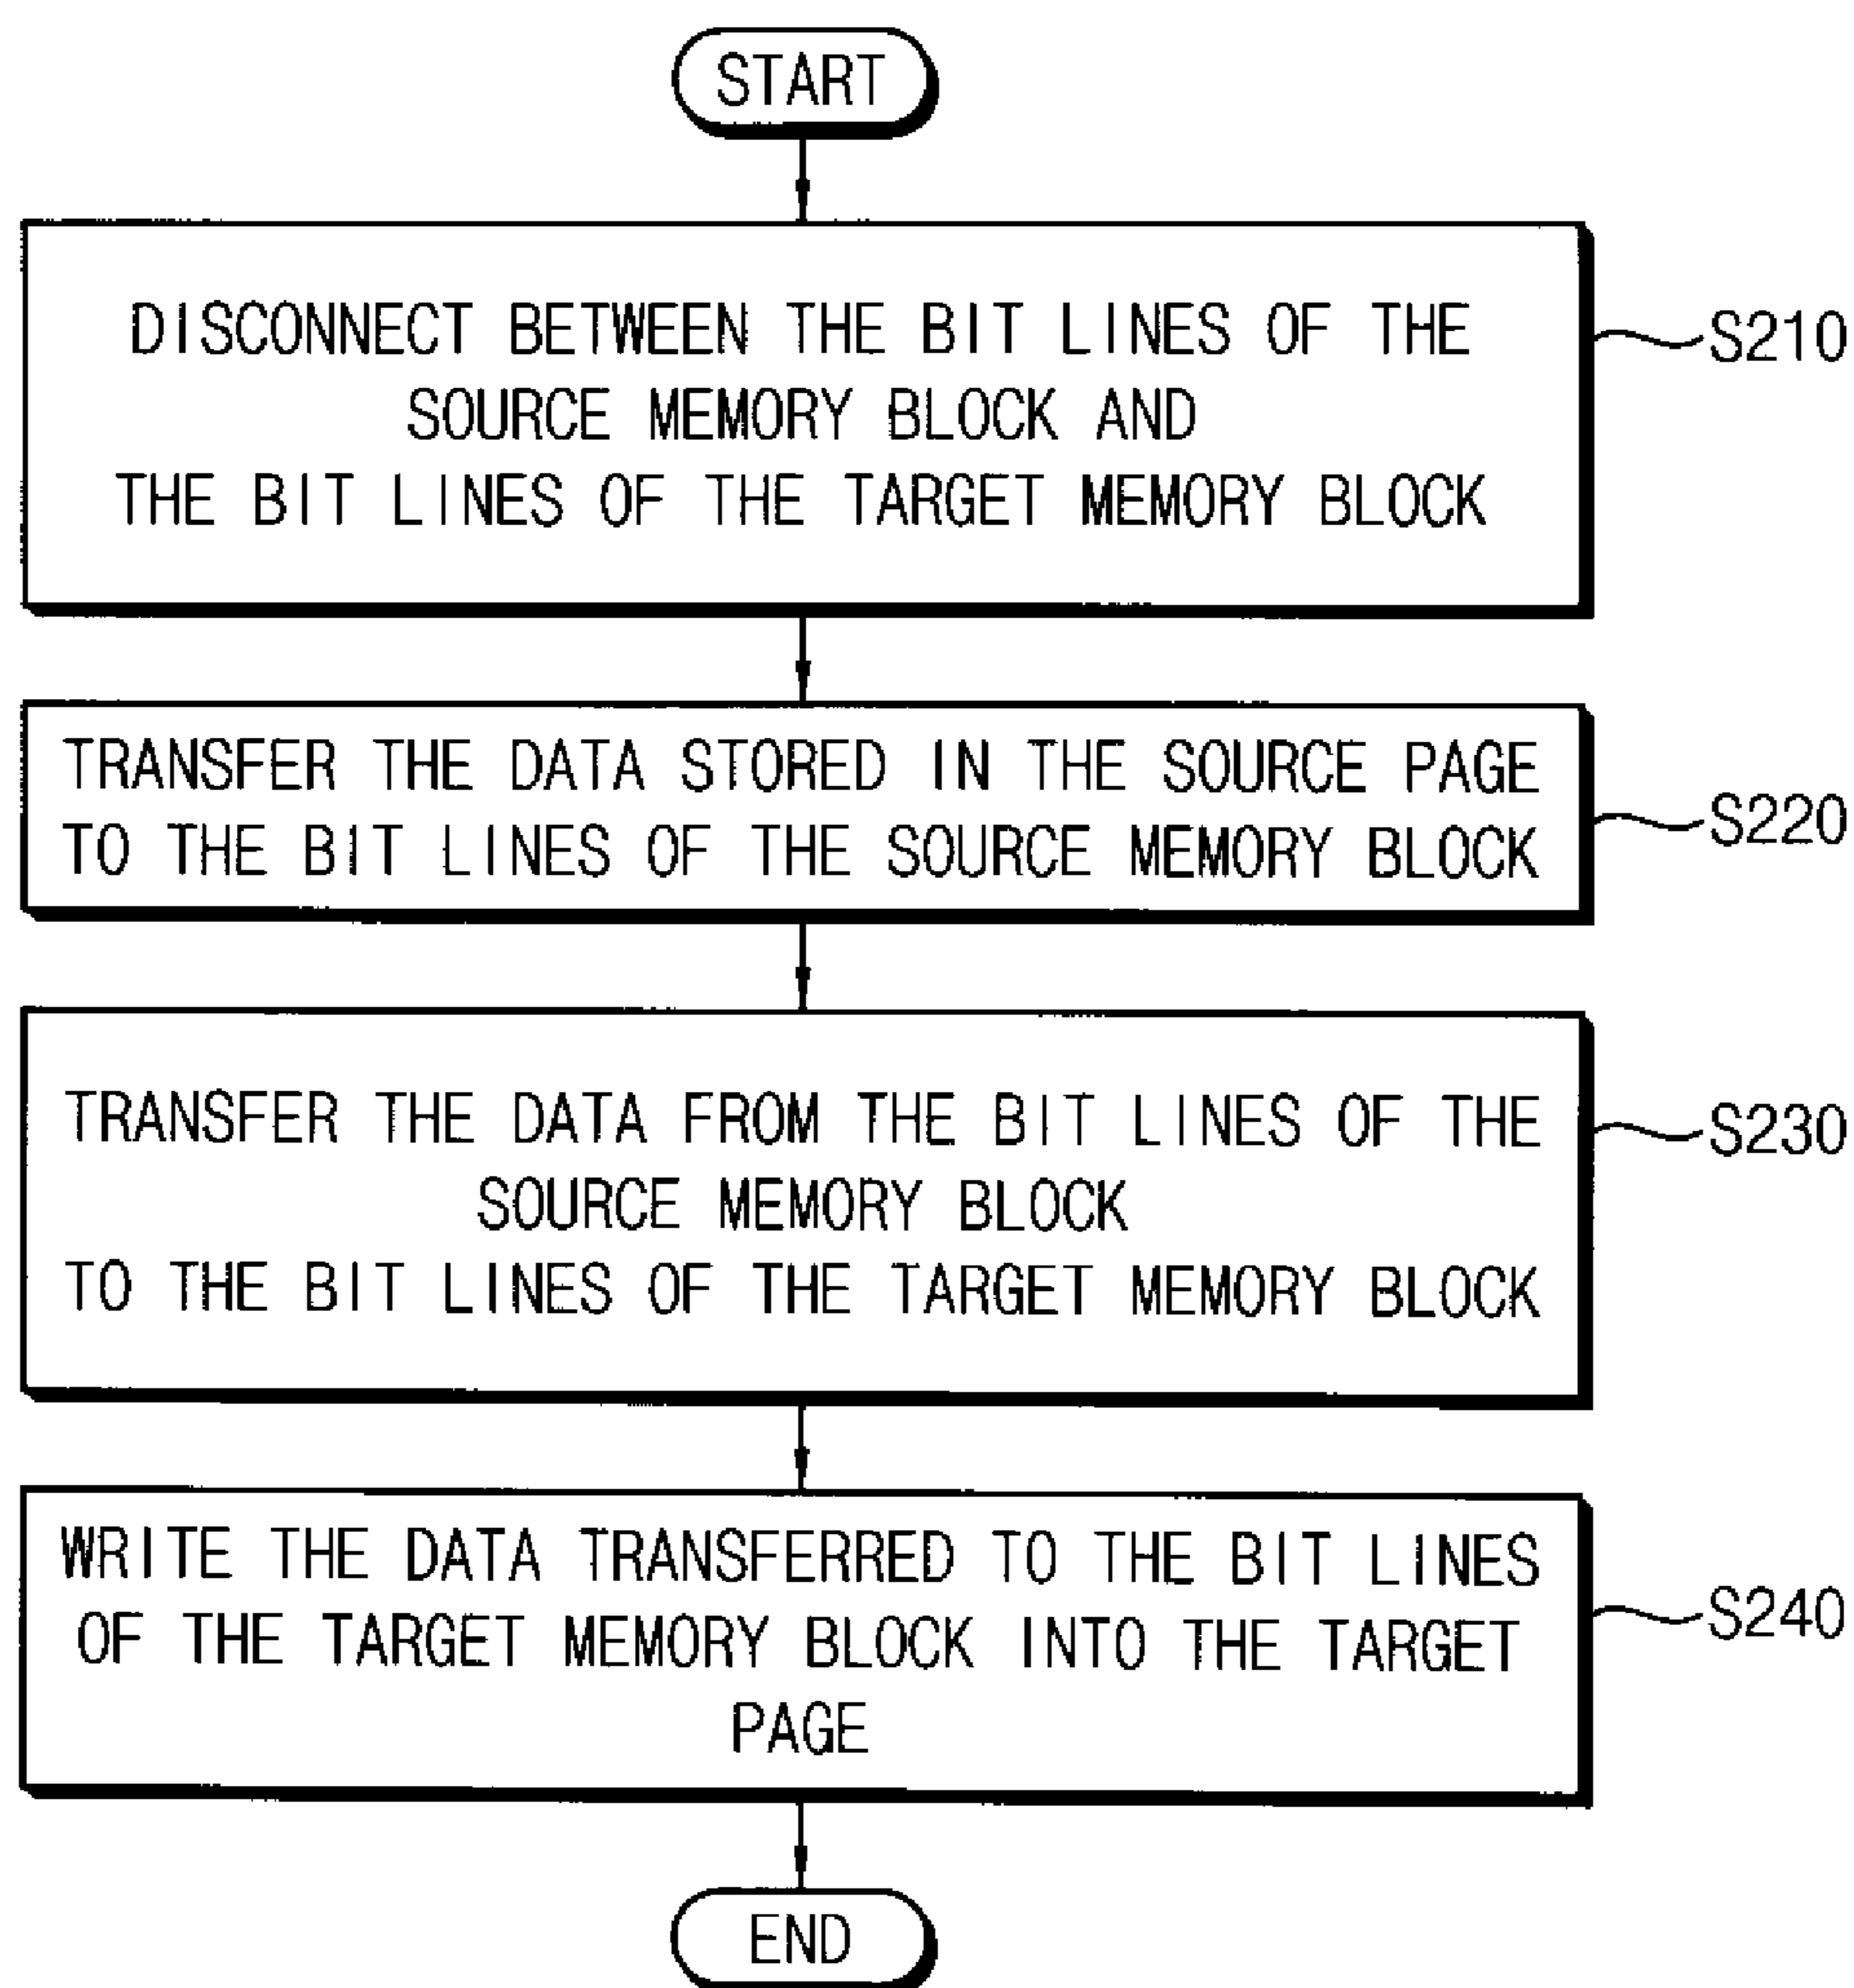 START
DISCONNECT BETWEEN THE BIT LINES OF THE
SOURCE MEMORY BLOCK AND
THE BIT LINES OF THE TARGET MEMORY BLOCK
S210
TRANSFER THE DATA STORED IN THE SOURCE PAGE
TO THE BIT LINES OF THE SOURCE MEMORY BLOCK
S220
TRANSFER THE DATA FROM THE BIT LINES OF THE
SOURCE MEMORY BLOCK
TO THE BIT LINES OF THE TARGET MEMORY BLOCK
S230
WRITE THE DATA TRANSFERRED TO THE BIT LINES
OF THE TARGET MEMORY BLOCK INTO THE TARGET
PAGE
S240
END